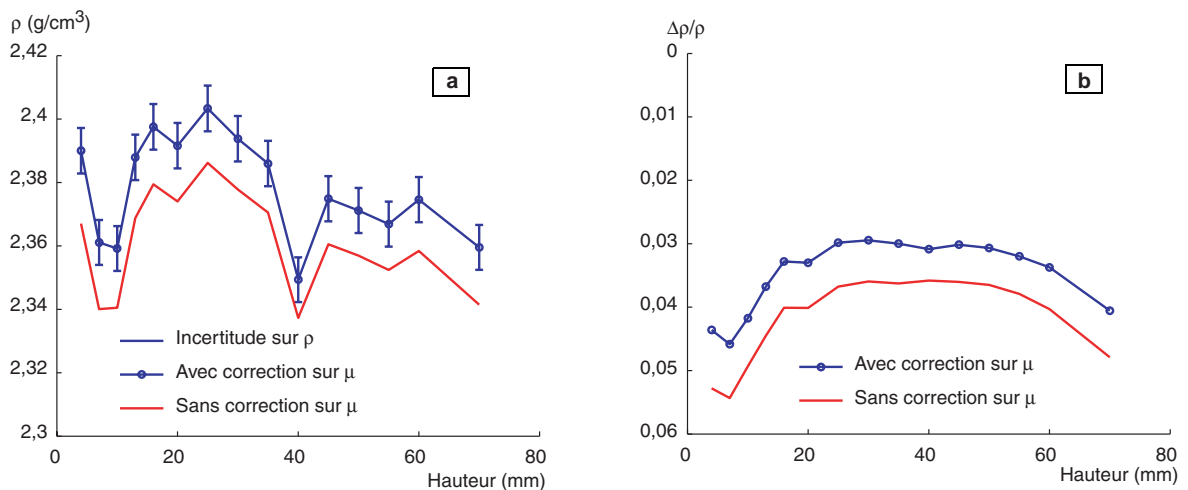 ρ (g/cm³)
2,42
2,4
2,38
2,36
2,34
2,33
2,32
2,3
a
Incertitude sur ρ
Avec correction sur μ
Sans correction sur μ
0
20
40
60
80
Hauteur (mm)
Δρ/ρ
0
0,01
0,02
0,03
0,04
0,05
0,06
b
Avec correction sur μ
Sans correction sur μ
0
20
40
60
80
Hauteur (mm)